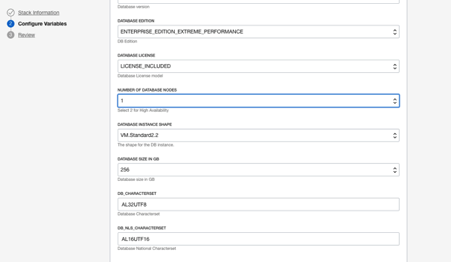 Stack Information
2 Configure Variables
3 Review
Database version
DATABASE EDITION
ENTERPRISE_EDITION_EXTREME_PERFORMANCE
DB Edition
DATABASE LICENSE
LICENSE_INCLUDED
Database License model
NUMBER OF DATABASE NODES
1
Select 2 for High Availability
DATABASE INSTANCE SHAPE
VM.Standard2.2
The shape for the DB instance
DATABASE SIZE IN GB
256
Database size in GB
DB_CHARACTERSET
AL32UTF8
Database Characterset
DB_NLS_CHARACTERSET
AL16UTF16
Database National Characterset